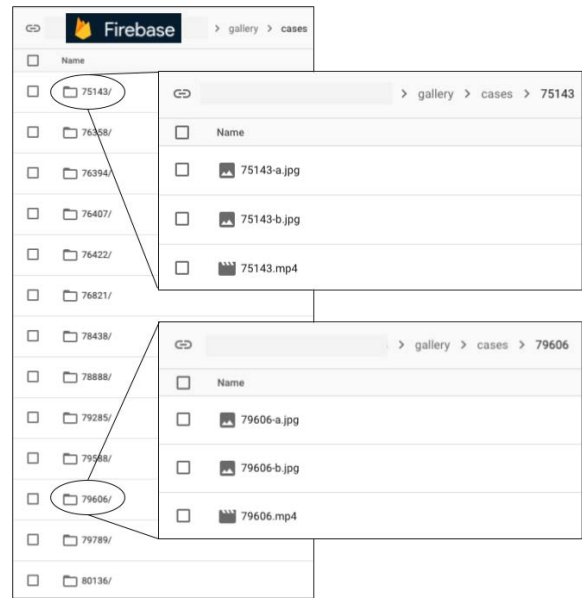 Firebase > gallery > cases
Name
75143/
76358/
76394/
76407/
76422/
76821/
78438/
78888/
79285/
79588/
79606/
79789/
80136/
> gallery > cases > 75143
Name
75143-a.jpg
75143-b.jpg
75143.mp4
> gallery > cases > 79606
Name
79606-a.jpg
79606-b.jpg
79606.mp4